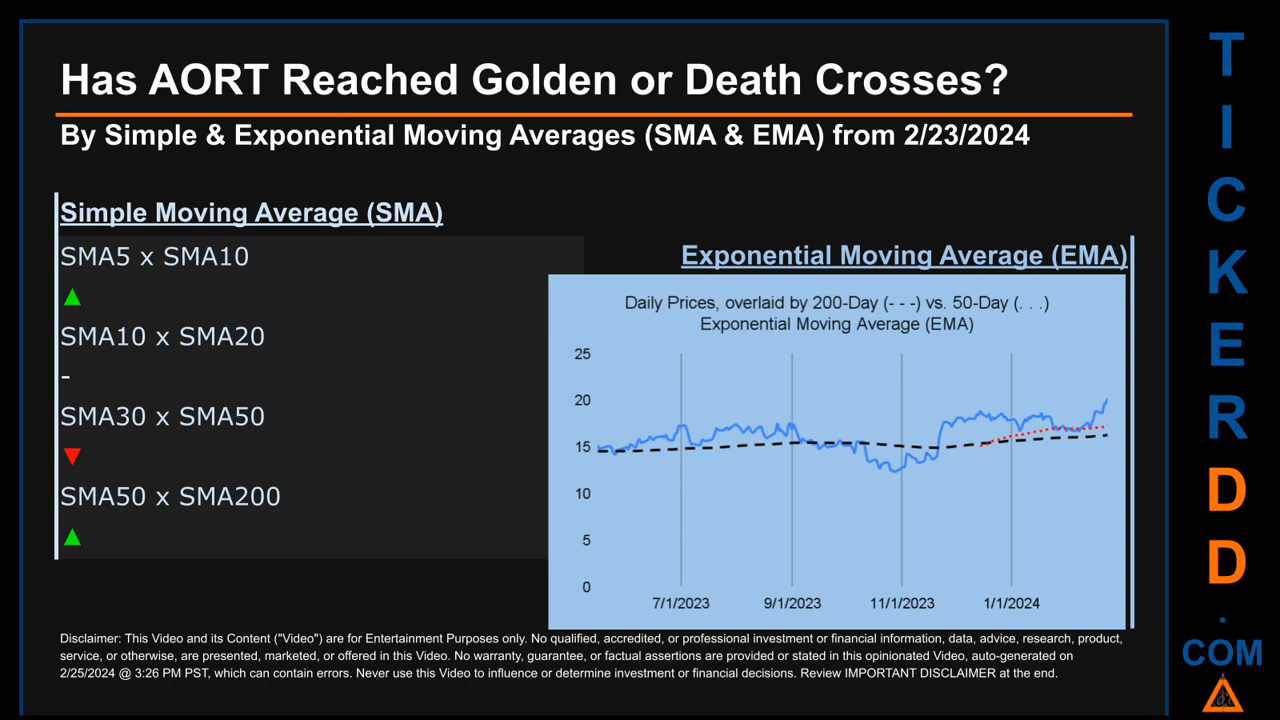 Has AORT Reached Golden or Death Crosses?
By Simple & Exponential Moving Averages (SMA & EMA) from 2/23/2024
Simple Moving Average (SMA)
SMA5 x SMA10
▲
SMA10 x SMA20
-
SMA30 x SMA50
▼
SMA50 x SMA200
▲
Exponential Moving Average (EMA)
Daily Prices, overlaid by 200-Day (- - -) vs. 50-Day (. . .)
Exponential Moving Average (EMA)
25
20
15
10
5
0
7/1/2023
9/1/2023
11/1/2023
1/1/2024
Disclaimer: This Video and its Content ("Video") are for Entertainment Purposes only. No qualified, accredited, or professional investment or financial information, data, advice, research, product,
service, or otherwise, are presented, marketed, or offered in this Video. No warranty, guarantee, or factual assertions are provided or stated in this opinionated Video, auto-generated on
2/25/2024 @ 3:26 PM PST, which can contain errors. Never use this Video to influence or determine investment or financial decisions. Review IMPORTANT DISCLAIMER at the end.
T
I
C
K
E
R
D
D
.
COM